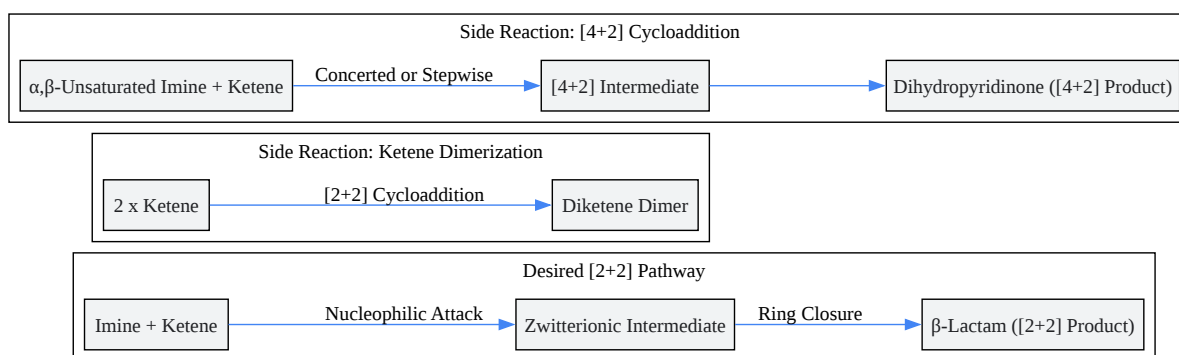 Side Reaction: [4+2] Cycloaddition
α,β-Unsaturated Imine + Ketene
Concerted or Stepwise
[4+2] Intermediate
Dihydropyridinone ([4+2] Product)
Side Reaction: Ketene Dimerization
2 x Ketene
[2+2] Cycloaddition
Diketene Dimer
Desired [2+2] Pathway
Imine + Ketene
Nucleophilic Attack
Zwitterionic Intermediate
Ring Closure
β-Lactam ([2+2] Product)